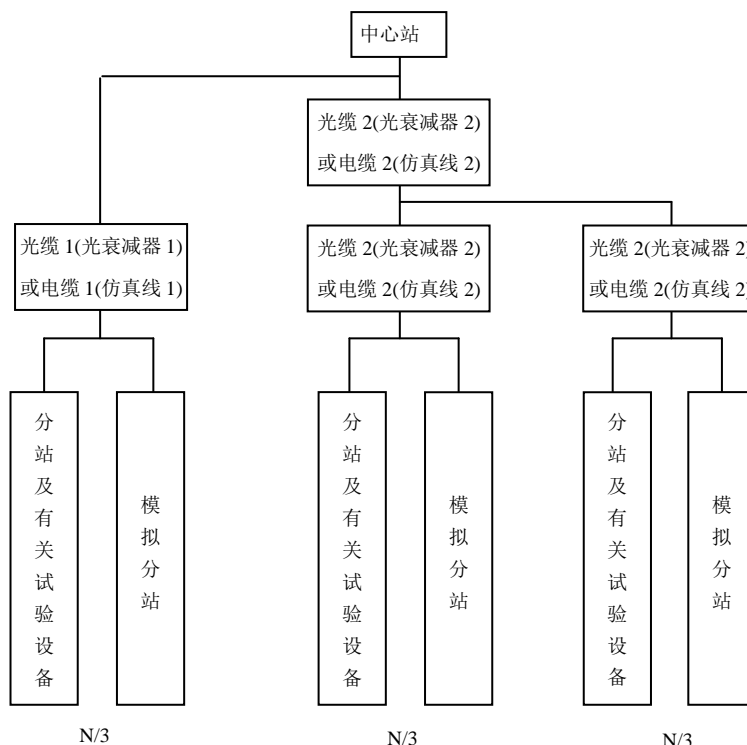 中心站
光缆 2(光衰减器 2)
或电缆 2(仿真线 2)
光缆 1(光衰减器 1)
或电缆 1(仿真线 1)
光缆 2(光衰减器 2)
或电缆 2(仿真线 2)
光缆 2(光衰减器 2)
或电缆 2(仿真线 2)
分站及有关试验设备
模拟分站
分站及有关试验设备
模拟分站
分站及有关试验设备
模拟分站
N/3
N/3
N/3